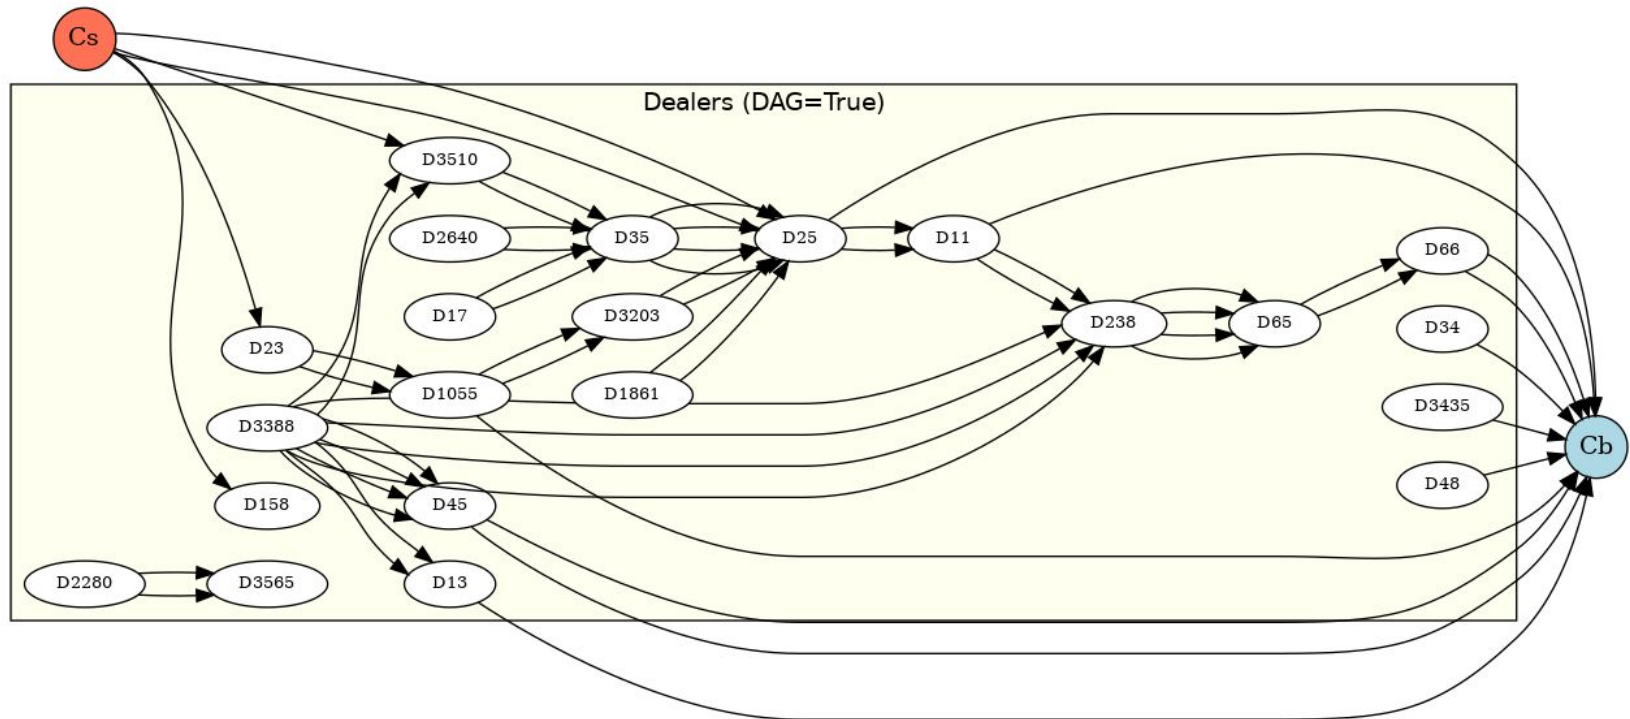 Cs
Dealers (DAG=True)
D3510
D2640
D35
D25
D11
D66
D17
D3203
D238
D65
D34
D23
D1055
D1861
D3435
D3388
Cb
D158
D45
D48
D2280
D3565
D13